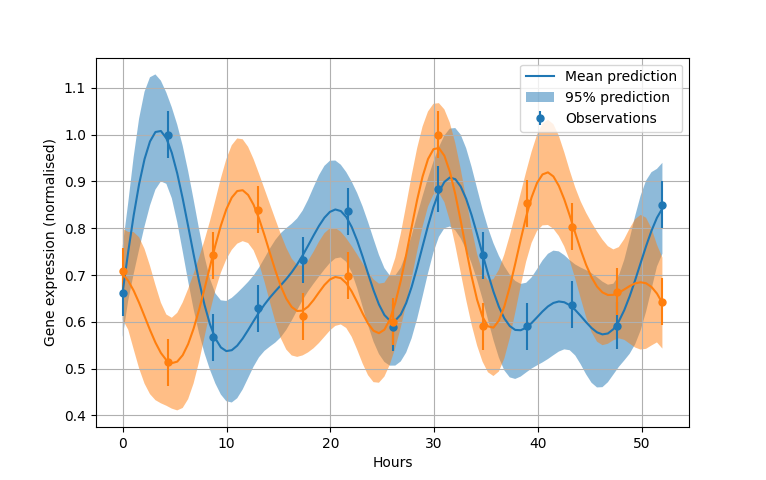 Mean prediction
95% prediction
Observations
Gene expression (normalised)
1.1
1.0
0.9
0.8
0.7
0.6
0.5
0.4
0
10
20
30
40
50
Hours